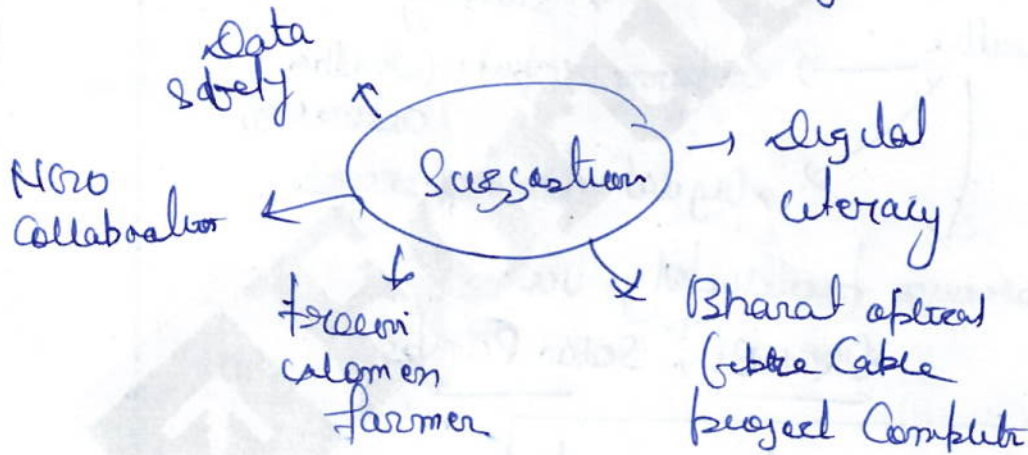 Data
safety
Suggestion
Digital
literacy
NGO
Collaboration
women
farmer
Bharat optical
fibre Cable
project Complete